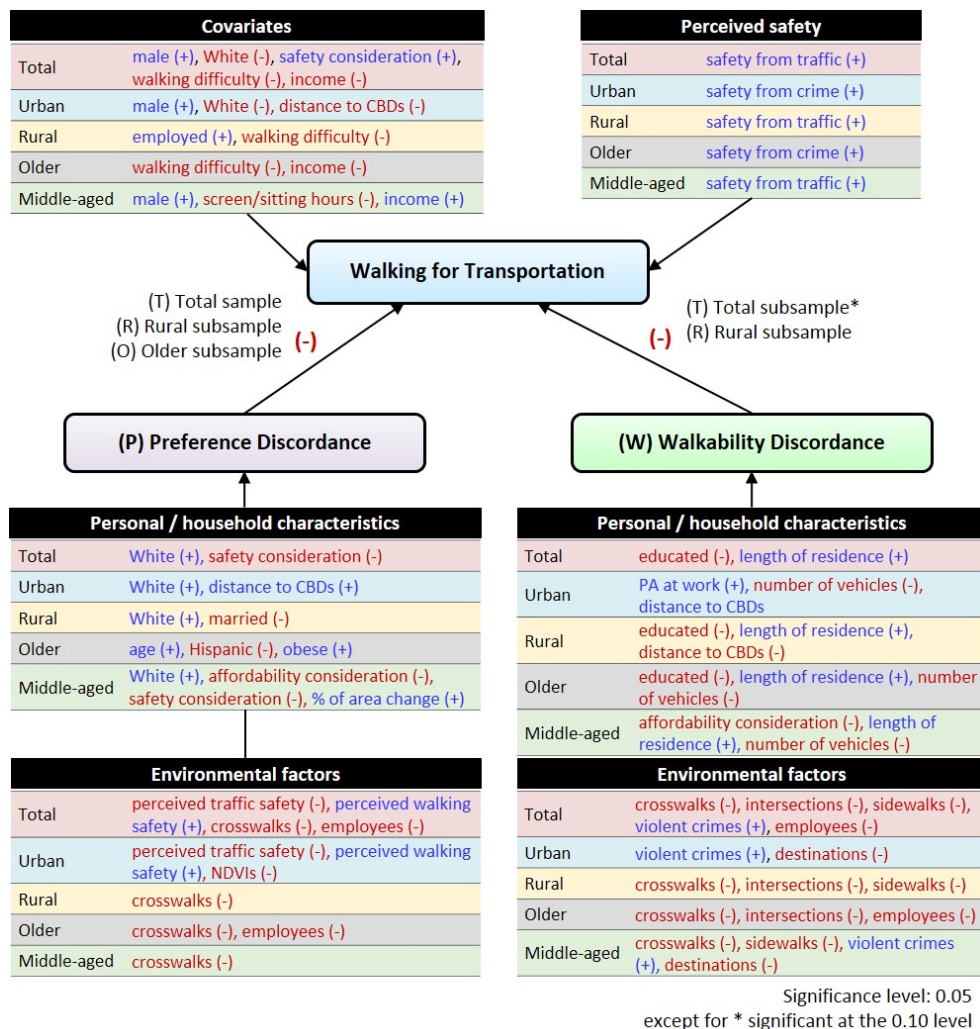 Covariates
Total
male (+), White (-), safety consideration (+),
walking difficulty (-), income (-)
Urban
male (+), White (-), distance to CBDs (-)
Rural
employed (+), walking difficulty (-)
Older
walking difficulty (-), income (-)
Middle-aged
male (+), screen/sitting hours (-), income (+)
Perceived safety
Total
safety from traffic (+)
Urban
safety from crime (+)
Rural
safety from traffic (+)
Older
safety from crime (+)
Middle-aged
safety from traffic (+)
Walking for Transportation
(T) Total sample
(R) Rural subsample
(O) Older subsample
(-)
(T) Total subsample*
(R) Rural subsample
(-)
(P) Preference Discordance
(W) Walkability Discordance
Personal / household characteristics
Total
White (+), safety consideration (-)
Urban
White (+), distance to CBDs (+)
Rural
White (+), married (-)
Older
age (+), Hispanic (-), obese (+)
Middle-aged
White (+), affordability consideration (-),
safety consideration (-), % of area change (+)
Environmental factors
Total
perceived traffic safety (-), perceived walking
safety (+), crosswalks (-), employees (-)
Urban
perceived traffic safety (-), perceived walking
safety (+), NDVIs (-)
Rural
crosswalks (-)
Older
crosswalks (-), employees (-)
Middle-aged
crosswalks (-)
Personal / household characteristics
Total
educated (-), length of residence (+)
Urban
PA at work (+), number of vehicles (-),
distance to CBDs
Rural
educated (-), length of residence (+),
distance to CBDs (-)
Older
educated (-), length of residence (+), number
of vehicles (-)
Middle-aged
affordability consideration (-), length of
residence (+), number of vehicles (-)
Environmental factors
Total
crosswalks (-), intersections (-), sidewalks (-),
violent crimes (+), employees (-)
Urban
violent crimes (+), destinations (-)
Rural
crosswalks (-), intersections (-), sidewalks (-)
Older
crosswalks (-), intersections (-), employees (-)
Middle-aged
crosswalks (-), sidewalks (-), violent crimes
(+), destinations (-)
Significance level: 0.05
except for * significant at the 0.10 level